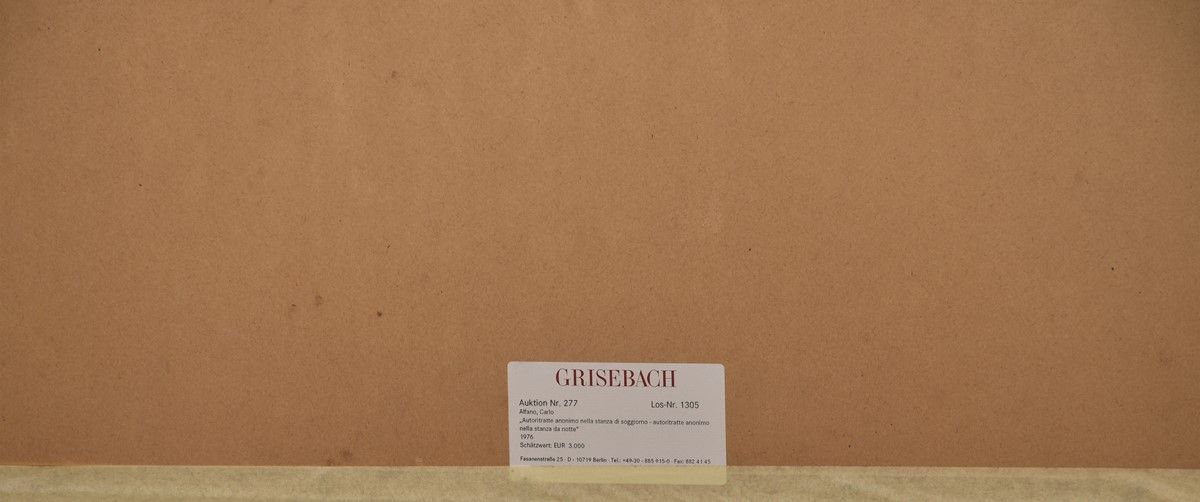 GRISEBACH
Auktion Nr. 277 Los-Nr. 1305
Alfano, Carlo
„Autoritratte anonimo nella stanza di soggiorno - autoritratte anonimo
nella stanza da notte"
1976
Schätzwert: EUR 3.000
Fasanenstraße 25 · D - 10719 Berlin · Tel.: +49-30 - 885 915-0 · Fax: 882 41 45